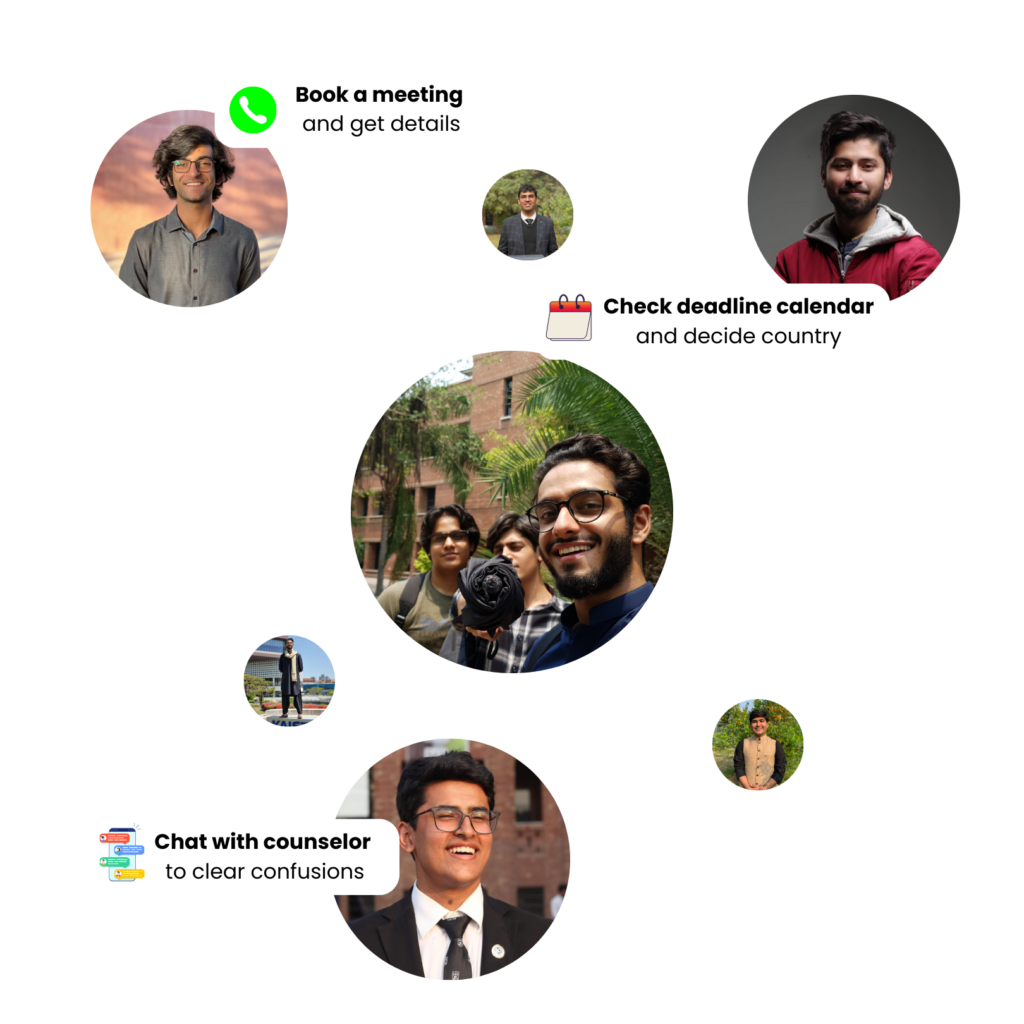 Book a meeting
and get details
Check deadline calendar
and decide country
Chat with counselor
to clear confusions